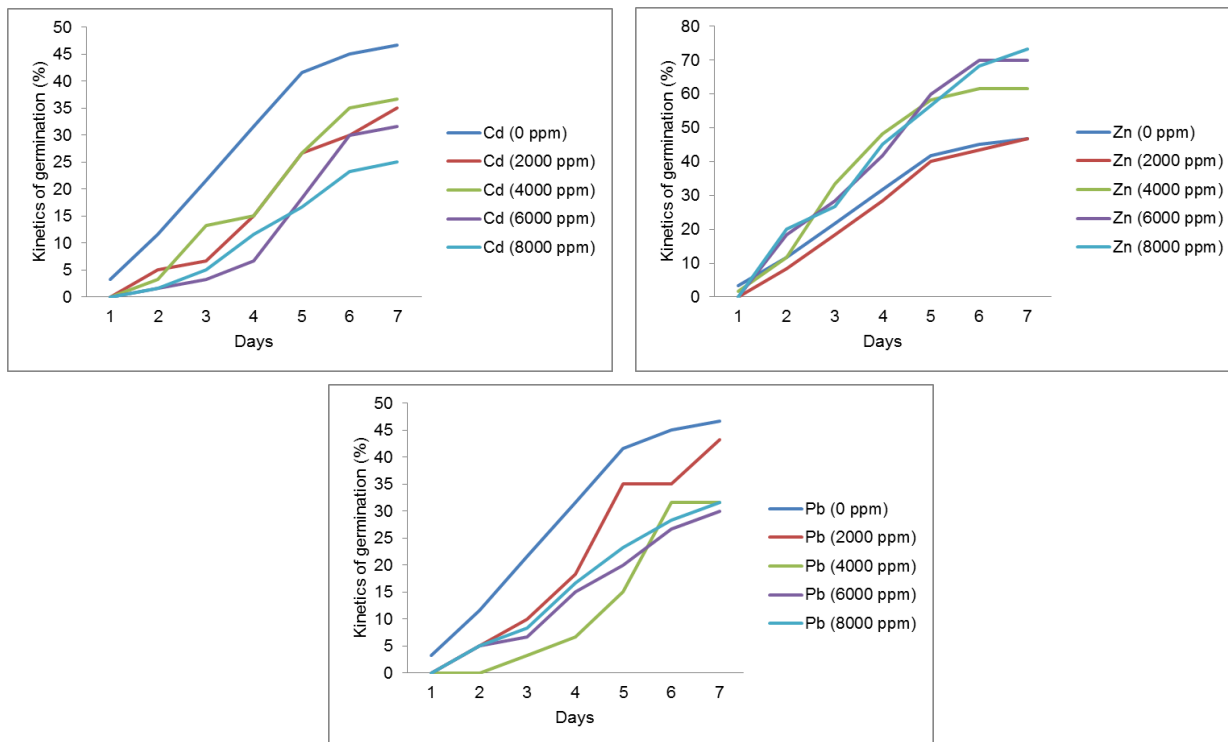 Kinetics of germination (%)
50
45
40
35
30
25
20
15
10
5
0
1 2 3 4 5 6 7
Days
Cd (0 ppm)
Cd (2000 ppm)
Cd (4000 ppm)
Cd (6000 ppm)
Cd (8000 ppm)
Kinetics of germination (%)
80
70
60
50
40
30
20
10
0
1 2 3 4 5 6 7
Days
Zn (0 ppm)
Zn (2000 ppm)
Zn (4000 ppm)
Zn (6000 ppm)
Zn (8000 ppm)
Kinetics of germination (%)
50
45
40
35
30
25
20
15
10
5
0
1 2 3 4 5 6 7
Days
Pb (0 ppm)
Pb (2000 ppm)
Pb (4000 ppm)
Pb (6000 ppm)
Pb (8000 ppm)